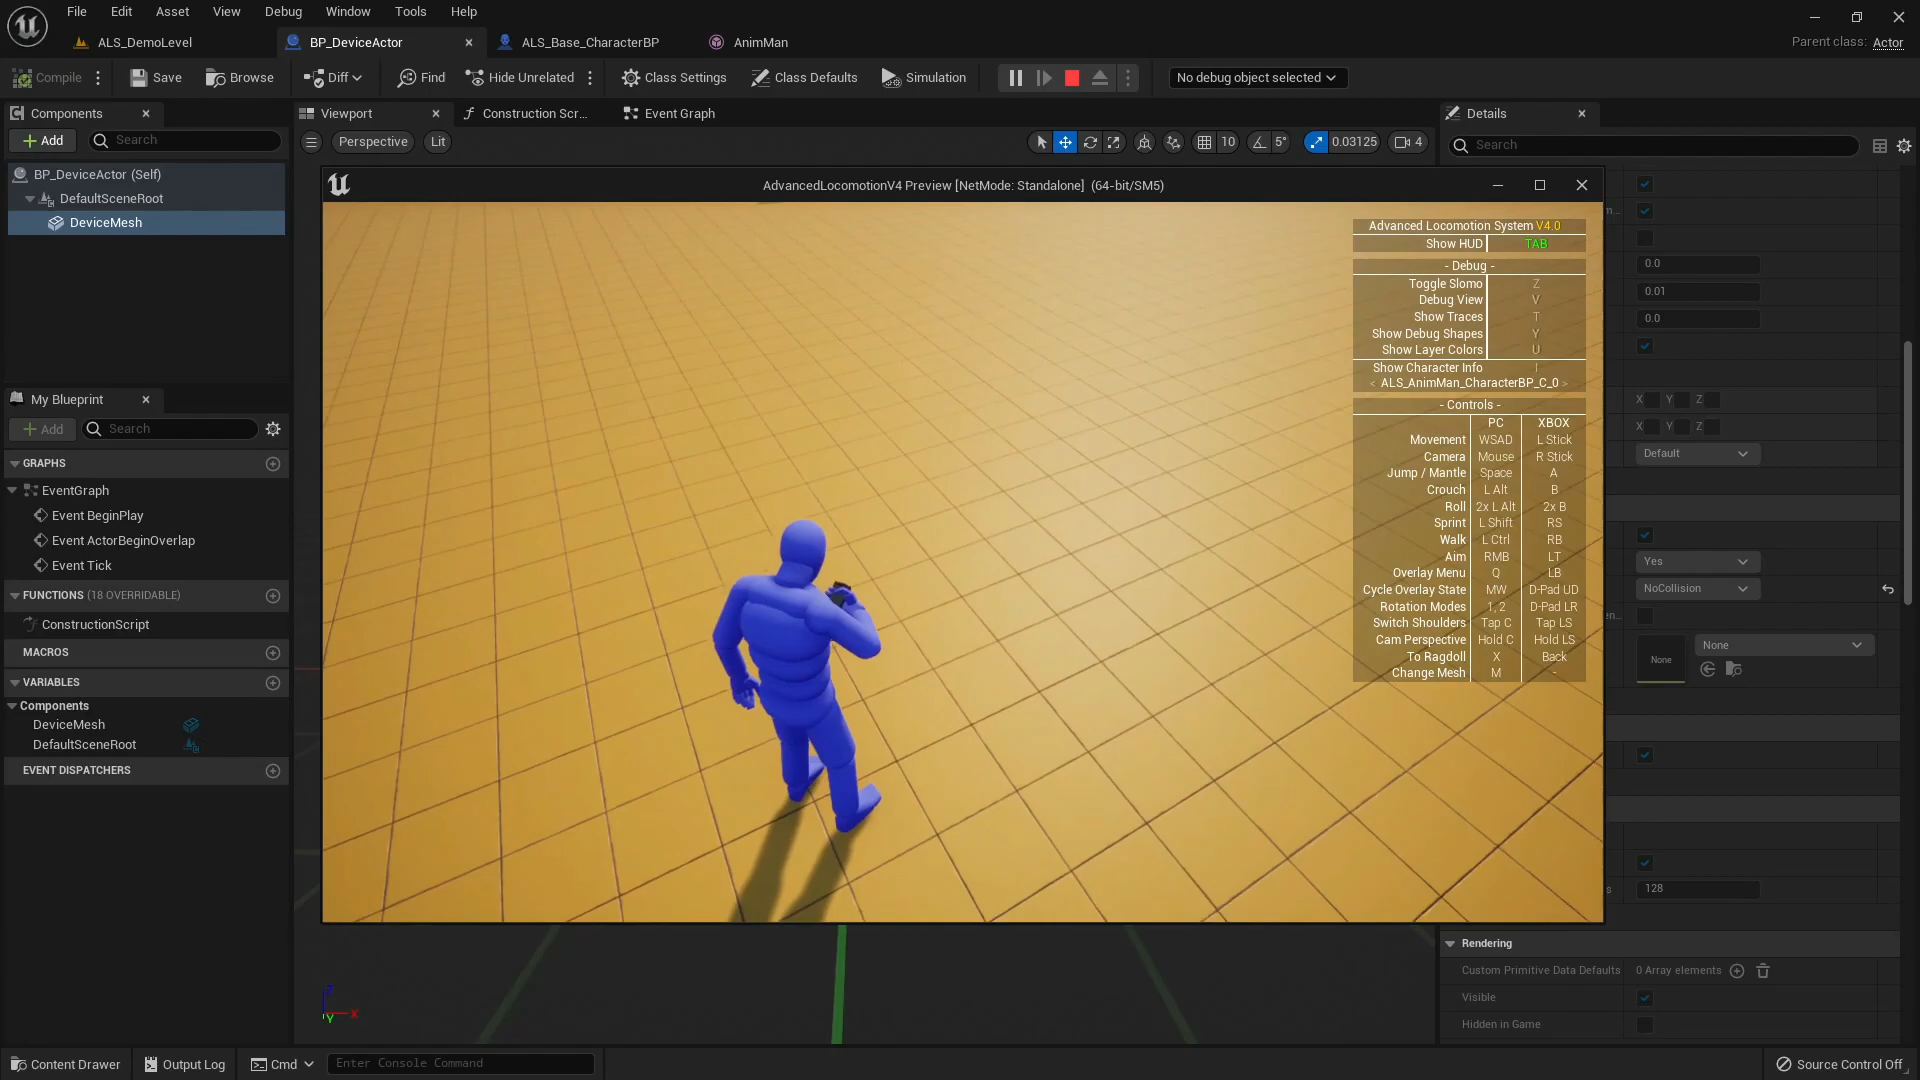 File Edit Asset View Debug Window Tools Help
ALS_DemoLevel BP_DeviceActor ALS_Base_CharacterBP AnimMan Parent class: Actor
Compile Save Browse Diff Find Hide Unrelated Class Settings Class Defaults Simulation No debug object selected
Components Viewport Construction Scr... Event Graph Details
Add Search Perspective Lit 10 5° 0.03125 4 Search
BP_DeviceActor (Self)
DefaultSceneRoot
DeviceMesh
AdvancedLocomotionV4 Preview [NetMode: Standalone] (64-bit/SM5)
Advanced Locomotion System V4.0
Show HUD TAB
- Debug -
Toggle Slomo Z
Debug View V
Show Traces T
Show Debug Shapes Y
Show Layer Colors U
Show Character Info I
< ALS_AnimMan_CharacterBP_C_0 >
- Controls -
PC XBOX
Movement WSAD L Stick
Camera Mouse R Stick
Jump / Mantle Space A
Crouch L Alt B
Roll 2x L Alt 2x B
Sprint L Shift RS
Walk L Ctrl RB
Aim RMB LT
Overlay Menu Q LB
Cycle Overlay State MW D-Pad UD
Rotation Modes 1, 2 D-Pad LR
Switch Shoulders Tap C Tap LS
Cam Perspective Hold C Hold LS
To Ragdoll X Back
Change Mesh M -
My Blueprint
Add Search
GRAPHS
EventGraph
Event BeginPlay
Event ActorBeginOverlap
Event Tick
FUNCTIONS (18 OVERRIDABLE)
ConstructionScript
MACROS
VARIABLES
Components
DeviceMesh
DefaultSceneRoot
EVENT DISPATCHERS
0.0
0.01
0.0
X Y Z
X Y Z
Default
Yes
NoCollision
None None
128
Rendering
Custom Primitive Data Defaults 0 Array elements
Visible
Hidden in Game
Z
X
Y
Content Drawer Output Log Cmd Enter Console Command Source Control Off